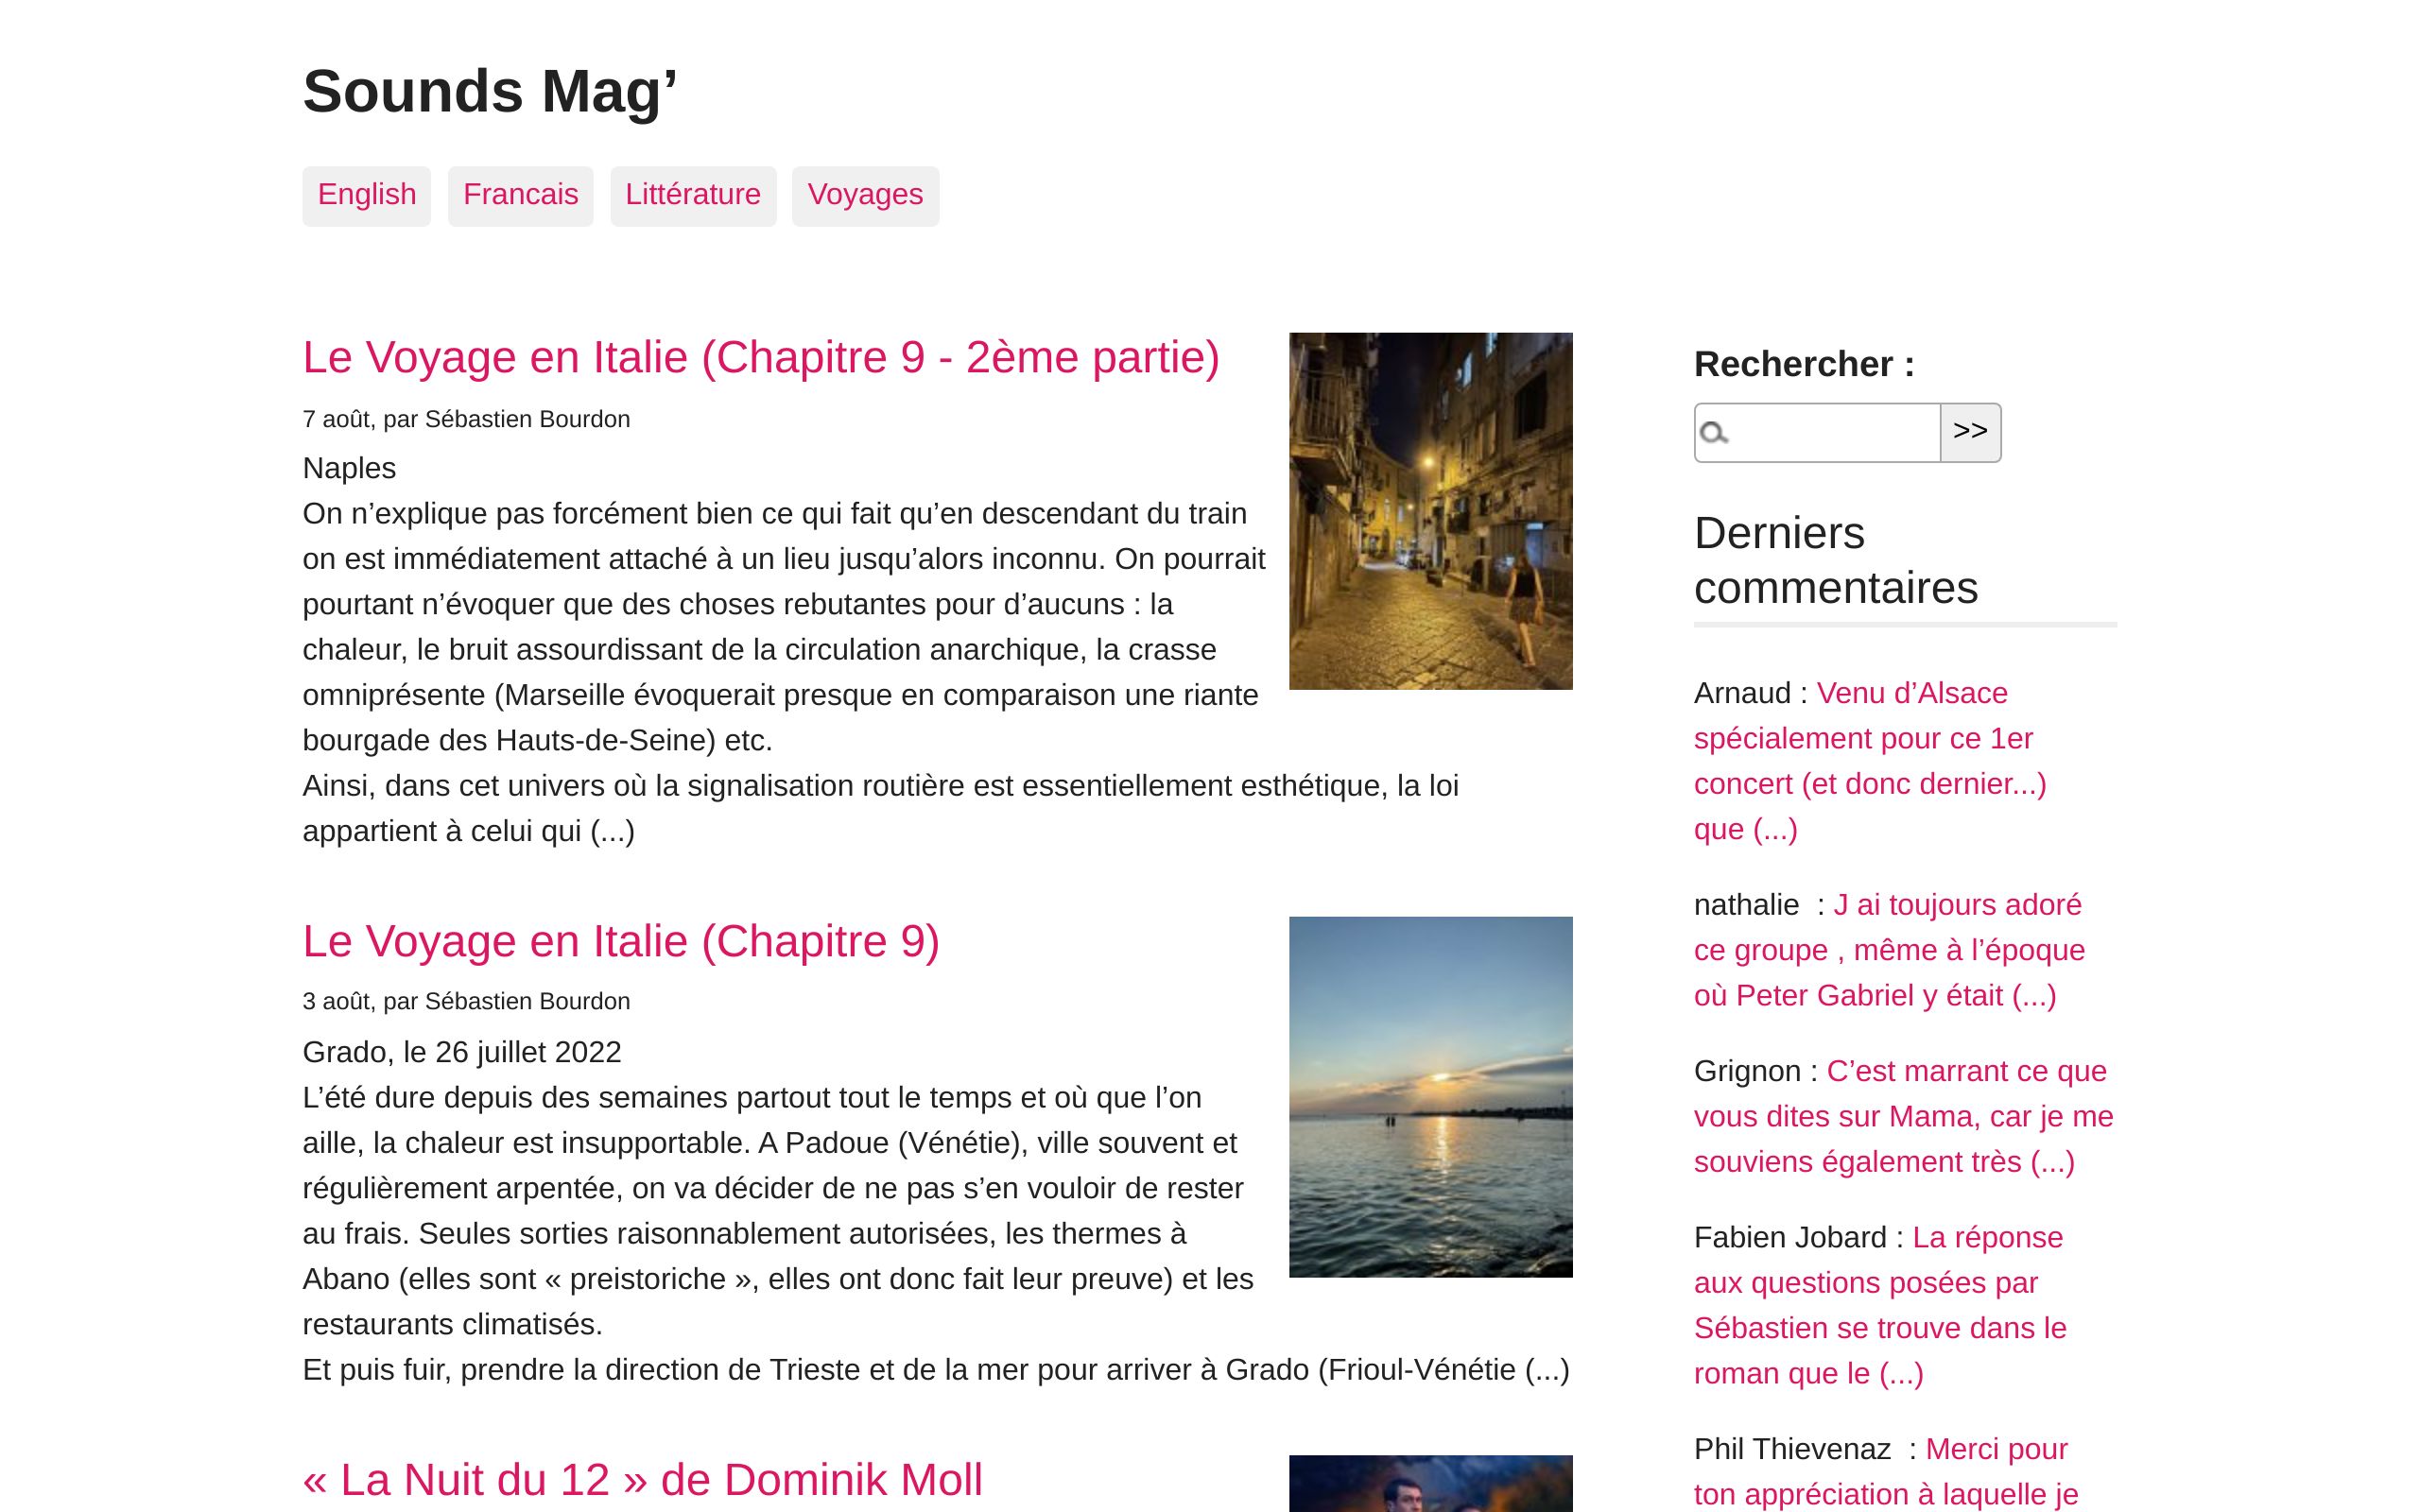 Sounds Mag’
English Francais Littérature Voyages
Le Voyage en Italie (Chapitre 9 - 2ème partie)
7 août, par Sébastien Bourdon
Naples
On n’explique pas forcément bien ce qui fait qu’en descendant du train
on est immédiatement attaché à un lieu jusqu’alors inconnu. On pourrait
pourtant n’évoquer que des choses rebutantes pour d’aucuns : la
chaleur, le bruit assourdissant de la circulation anarchique, la crasse
omniprésente (Marseille évoquerait presque en comparaison une riante
bourgade des Hauts-de-Seine) etc.
Ainsi, dans cet univers où la signalisation routière est essentiellement esthétique, la loi
appartient à celui qui (...)
Le Voyage en Italie (Chapitre 9)
3 août, par Sébastien Bourdon
Grado, le 26 juillet 2022
L’été dure depuis des semaines partout tout le temps et où que l’on
aille, la chaleur est insupportable. A Padoue (Vénétie), ville souvent et
régulièrement arpentée, on va décider de ne pas s’en vouloir de rester
au frais. Seules sorties raisonnablement autorisées, les thermes à
Abano (elles sont « preistoriche », elles ont donc fait leur preuve) et les
restaurants climatisés.
Et puis fuir, prendre la direction de Trieste et de la mer pour arriver à Grado (Frioul-Vénétie (...)
« La Nuit du 12 » de Dominik Moll
Rechercher :
>>
Derniers
commentaires
Arnaud : Venu d’Alsace
spécialement pour ce 1er
concert (et donc dernier...)
que (...)
nathalie  : J ai toujours adoré
ce groupe , même à l’époque
où Peter Gabriel y était (...)
Grignon : C’est marrant ce que
vous dites sur Mama, car je me
souviens également très (...)
Fabien Jobard : La réponse
aux questions posées par
Sébastien se trouve dans le
roman que le (...)
Phil Thievenaz  : Merci pour
ton appréciation à laquelle je